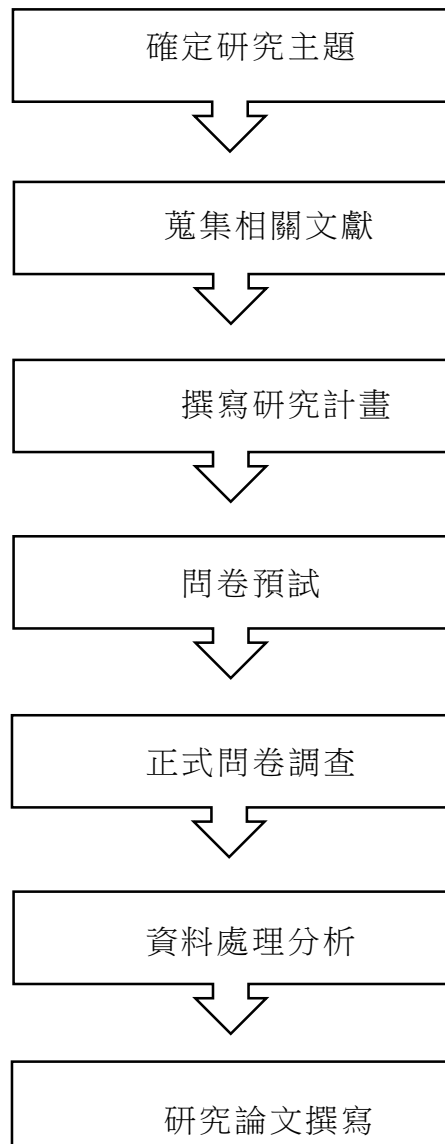 確定研究主題
蒐集相關文獻
撰寫研究計畫
問卷預試
正式問卷調查
資料處理分析
研究論文撰寫